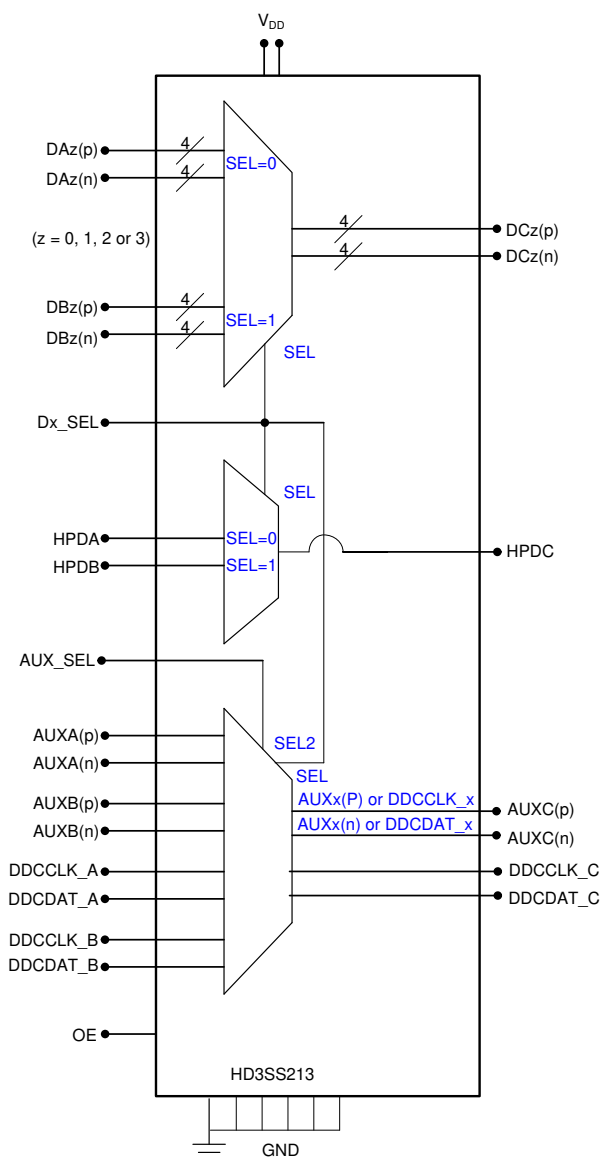 VDD
DAz(p)
4
SEL=0
DAz(n)
4
4
DCz(p)
(z = 0, 1, 2 or 3)
4
DCz(n)
DBz(p)
4
SEL=1
DBz(n)
4
SEL
Dx_SEL
SEL
HPDA
SEL=0
HPDC
HPDB
SEL=1
AUX_SEL
AUXA(p)
SEL2
AUXA(n)
SEL
AUXB(p)
AUXx(P) or DDCCLK_x
AUXC(p)
AUXB(n)
AUXx(n) or DDCDAT_x
AUXC(n)
DDCCLK_A
DDCCLK_C
DDCDAT_A
DDCDAT_C
DDCCLK_B
DDCDAT_B
OE
HD3SS213
GND